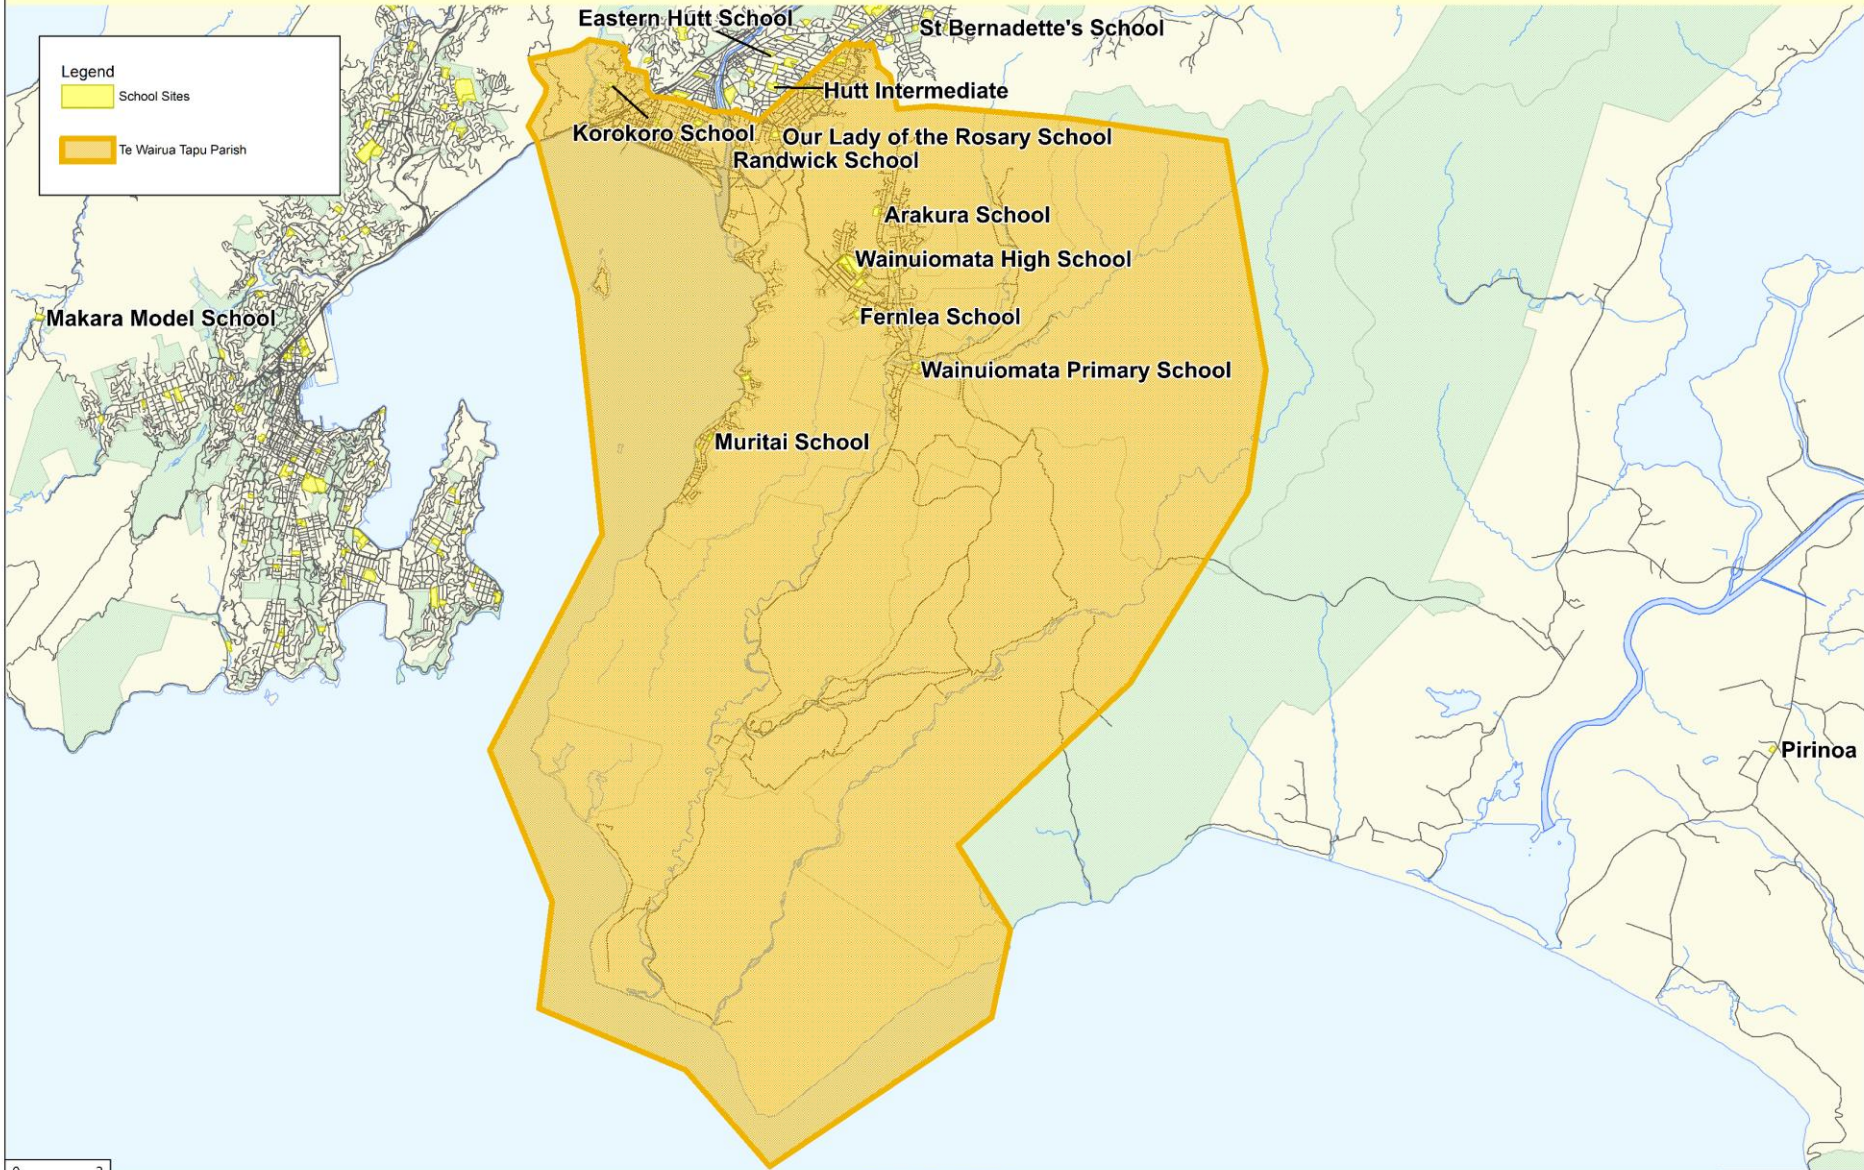 Eastern Hutt School
St Bernadette's School
Legend
School Sites
Te Wairua Tapu Parish
Hutt Intermediate
Korokoro School
Our Lady of the Rosary School
Randwick School
Arakura School
Wainuiomata High School
Makara Model School
Fernlea School
Wainuiomata Primary School
Muritai School
Pirinoa